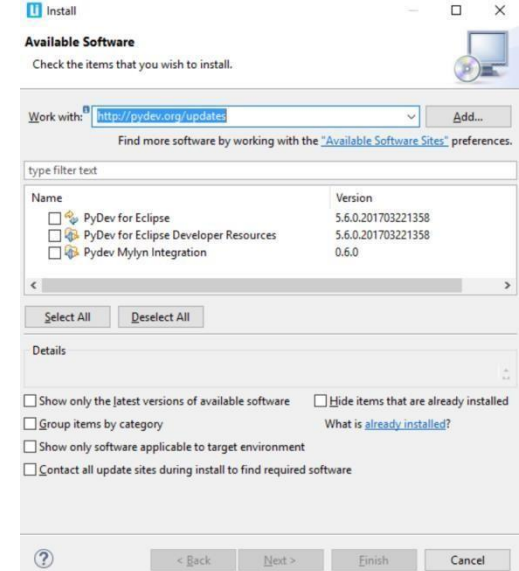 Install
Available Software
Check the items that you wish to install.
Work with: http://pydev.org/updates Add...
Find more software by working with the "Available Software Sites" preferences.
type filter text
Name Version
PyDev for Eclipse 5.6.0.201703221358
PyDev for Eclipse Developer Resources 5.6.0.201703221358
Pydev Mylyn Integration 0.6.0
Select All Deselect All
Details
Show only the latest versions of available software Hide items that are already installed
Group items by category What is already installed?
Show only software applicable to target environment
Contact all update sites during install to find required software
? < Back Next > Finish Cancel